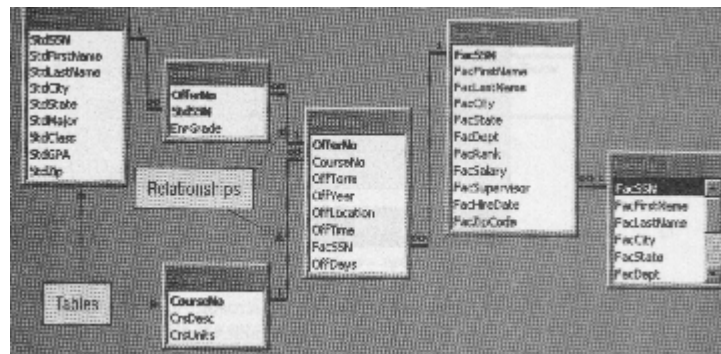 StdSSN
StdFirstName
StdLastName
StdCity
StdState
StdMajor
StdClass
StdGPA
StdZip
OfferNo
StdSSN
EnrGrade
Relationships
Tables
CourseNo
CrsDesc
CrsUnits
OfferNo
CourseNo
OffTerm
OffYear
OffLocation
OffTime
FacSSN
OffDays
FacSSN
FacFirstName
FacLastName
FacCity
FacState
FacDept
FacRank
FacSalary
FacSupervisor
FacHireDate
FacZipCode
FacSSN
FacFirstName
FacLastName
FacCity
FacState
FacDept